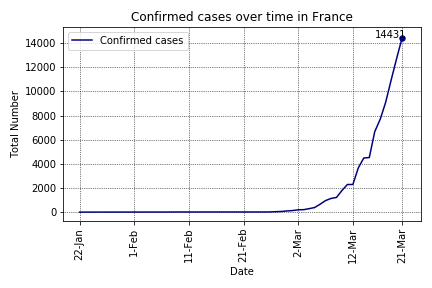 Confirmed cases over time in France
Confirmed cases
14431
Total Number
14000
12000
10000
8000
6000
4000
2000
0
22-Jan
1-Feb
11-Feb
21-Feb
2-Mar
12-Mar
21-Mar
Date